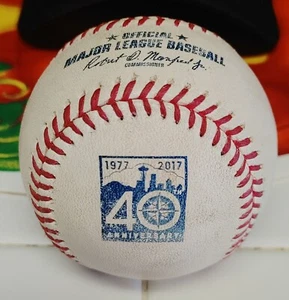 OFFICIAL
MAJOR LEAGUE BASEBALL
Robert D. Manfred Jr.
COMMISSIONER
1977 2017
40
ANNIVERSARY